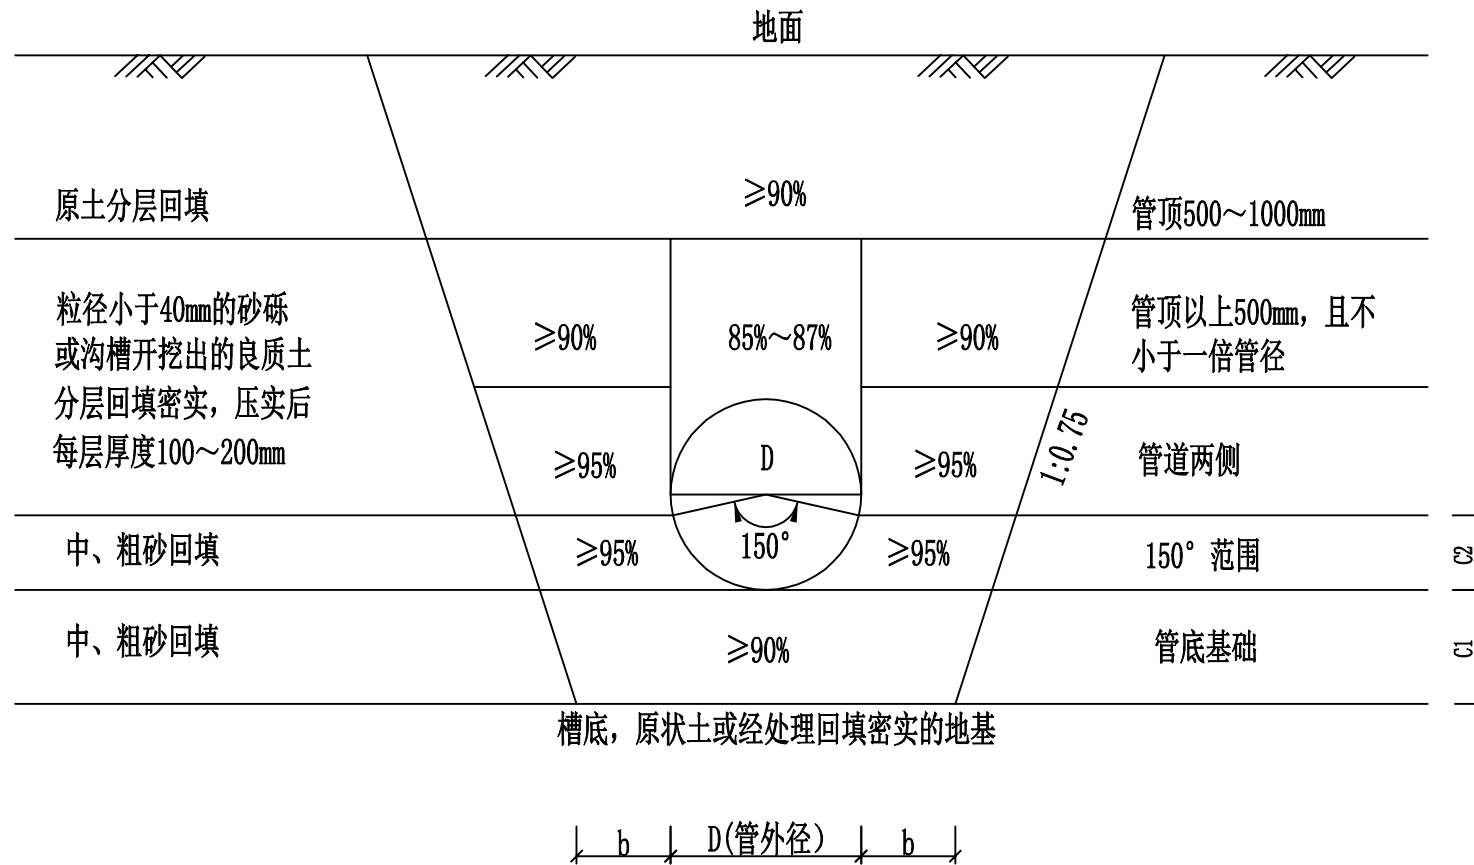 地面
原土分层回填
≥90%
管顶500～1000mm
粒径小于40mm的砂砾
或沟槽开挖出的良质土
分层回填密实，压实后
每层厚度100～200mm
≥90%
85%～87%
≥90%
管顶以上500mm，且不
小于一倍管径
≥95%
D
≥95%
1:0.75
管道两侧
中、粗砂回填
≥95%
150°
≥95%
150°范围
C2
中、粗砂回填
≥90%
管底基础
C1
槽底，原状土或经处理回填密实的地基
b
D(管外径)
b